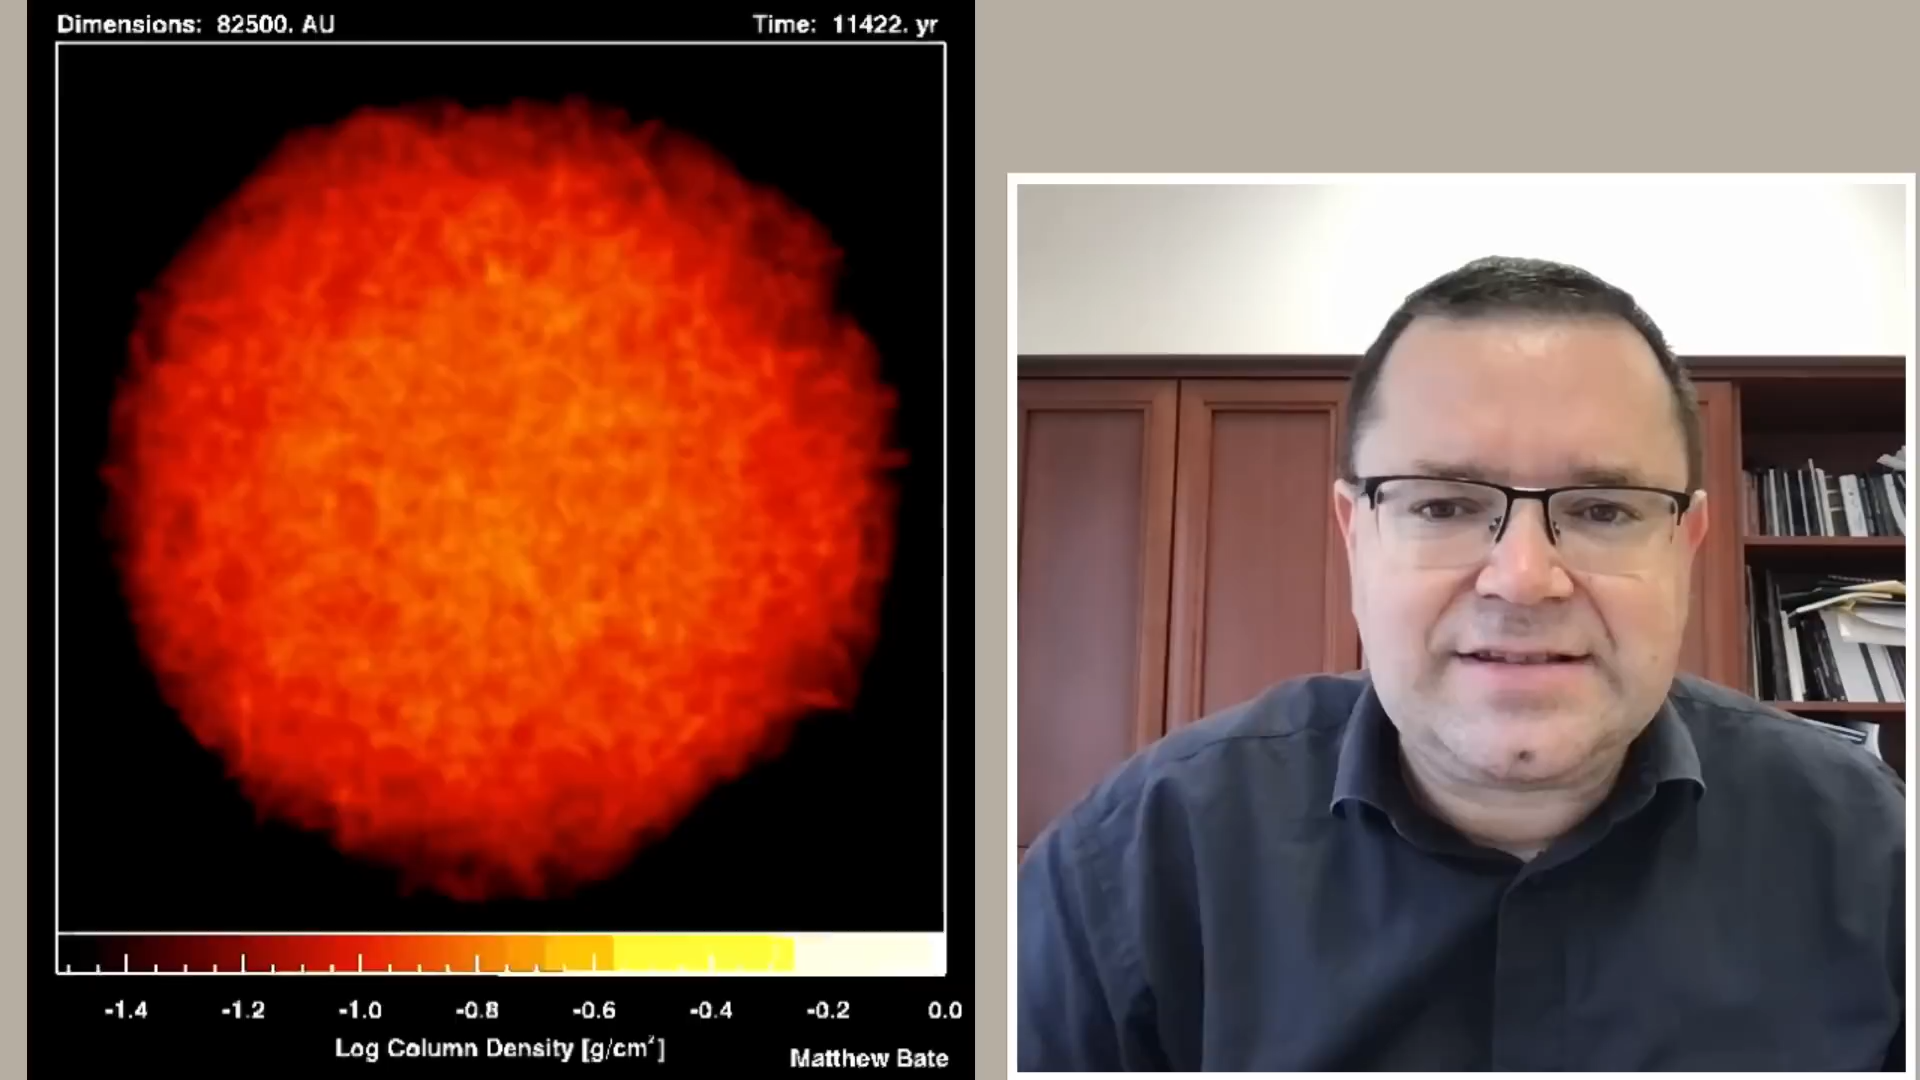 Dimensions: 82500. AU
Time: 11422. yr
-1.4 -1.2 -1.0 -0.8 -0.6 -0.4 -0.2 0.0
Log Column Density [g/cm²]
Matthew Bate